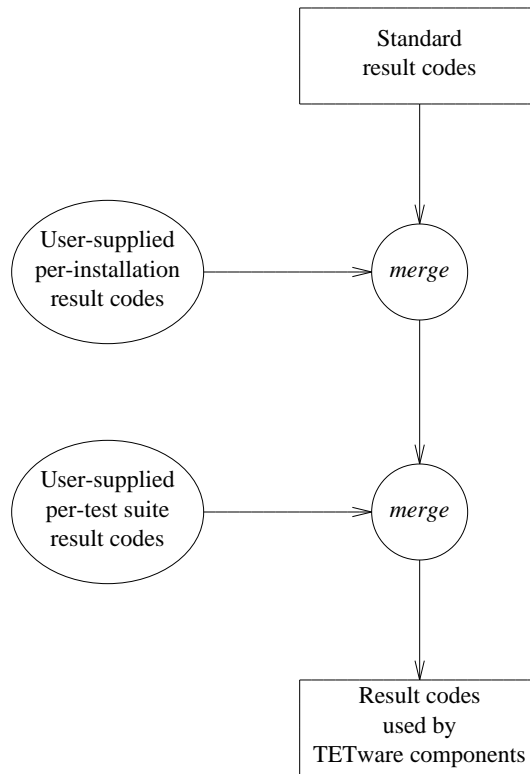 Standard
result codes
User-supplied
per-installation
result codes
merge
User-supplied
per-test suite
result codes
merge
Result codes
used by
TETware components